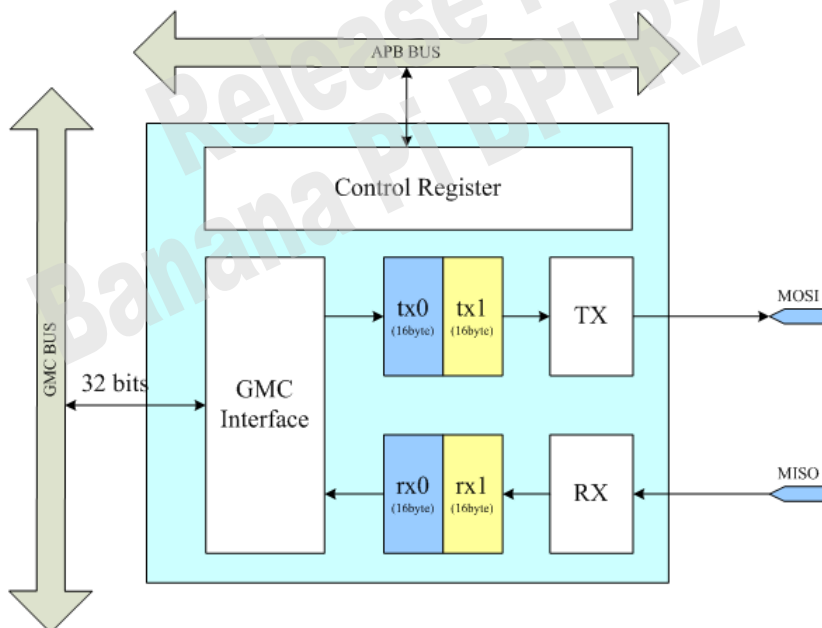 APB BUS
Release
Banana Pi BPI-R2
Control Register
GMC BUS
32 bits
GMC
Interface
tx0
(16byte)
tx1
(16byte)
TX
MOSI
rx0
(16byte)
rx1
(16byte)
RX
MISO